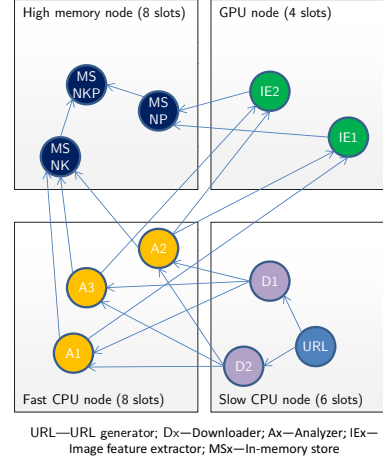 High memory node (8 slots)
GPU node (4 slots)
MS
NKP
MS
NP
IE2
IE1
MS
NK
A2
A3
D1
A1
D2
URL
Fast CPU node (8 slots)
Slow CPU node (6 slots)
URL—URL generator; Dx—Downloader; Ax—Analyzer; IEx—
Image feature extractor; MSx—In-memory store